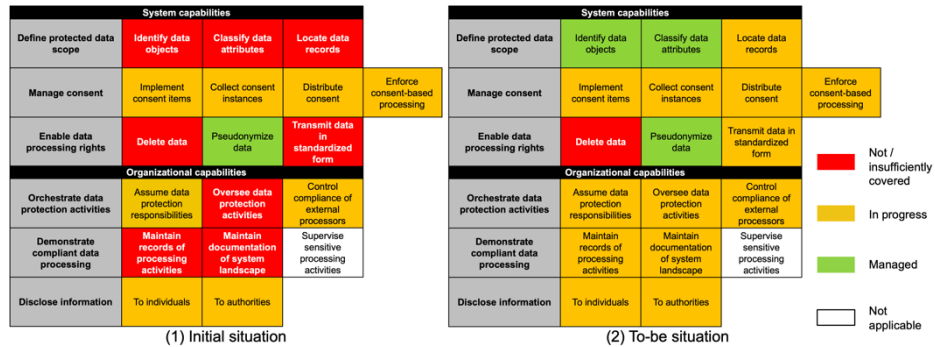 System capabilities
Define protected data
scope
Identify data
objects
Classify data
attributes
Locate data
records
Manage consent
Implement
consent items
Collect consent
instances
Distribute
consent
Enforce
consent-based
processing
Enable data
processing rights
Delete data
Pseudonymize
data
Transmit data
in
standardized
form
Organizational capabilities
Orchestrate data
protection activities
Assume data
protection
responsibilities
Oversee data
protection
activities
Control
compliance of
external
processors
Demonstrate
compliant data
processing
Maintain
records of
processing
activities
Maintain
documentation
of system
landscape
Supervise
sensitive
processing
activities
Disclose information
To individuals
To authorities
(1) Initial situation
System capabilities
Define protected data
scope
Identify data
objects
Classify data
attributes
Locate data
records
Manage consent
Implement
consent items
Collect consent
instances
Distribute
consent
Enforce
consent-based
processing
Enable data
processing rights
Delete data
Pseudonymize
data
Transmit data in
standardized
form
Organizational capabilities
Orchestrate data
protection activities
Assume data
protection
responsibilities
Oversee data
protection
activities
Control
compliance of
external
processors
Demonstrate
compliant data
processing
Maintain
records of
processing
activities
Maintain
documentation
of system
landscape
Supervise
sensitive
processing
activities
Disclose information
To individuals
To authorities
(2) To-be situation
Not /
insufficiently
covered
In progress
Managed
Not
applicable